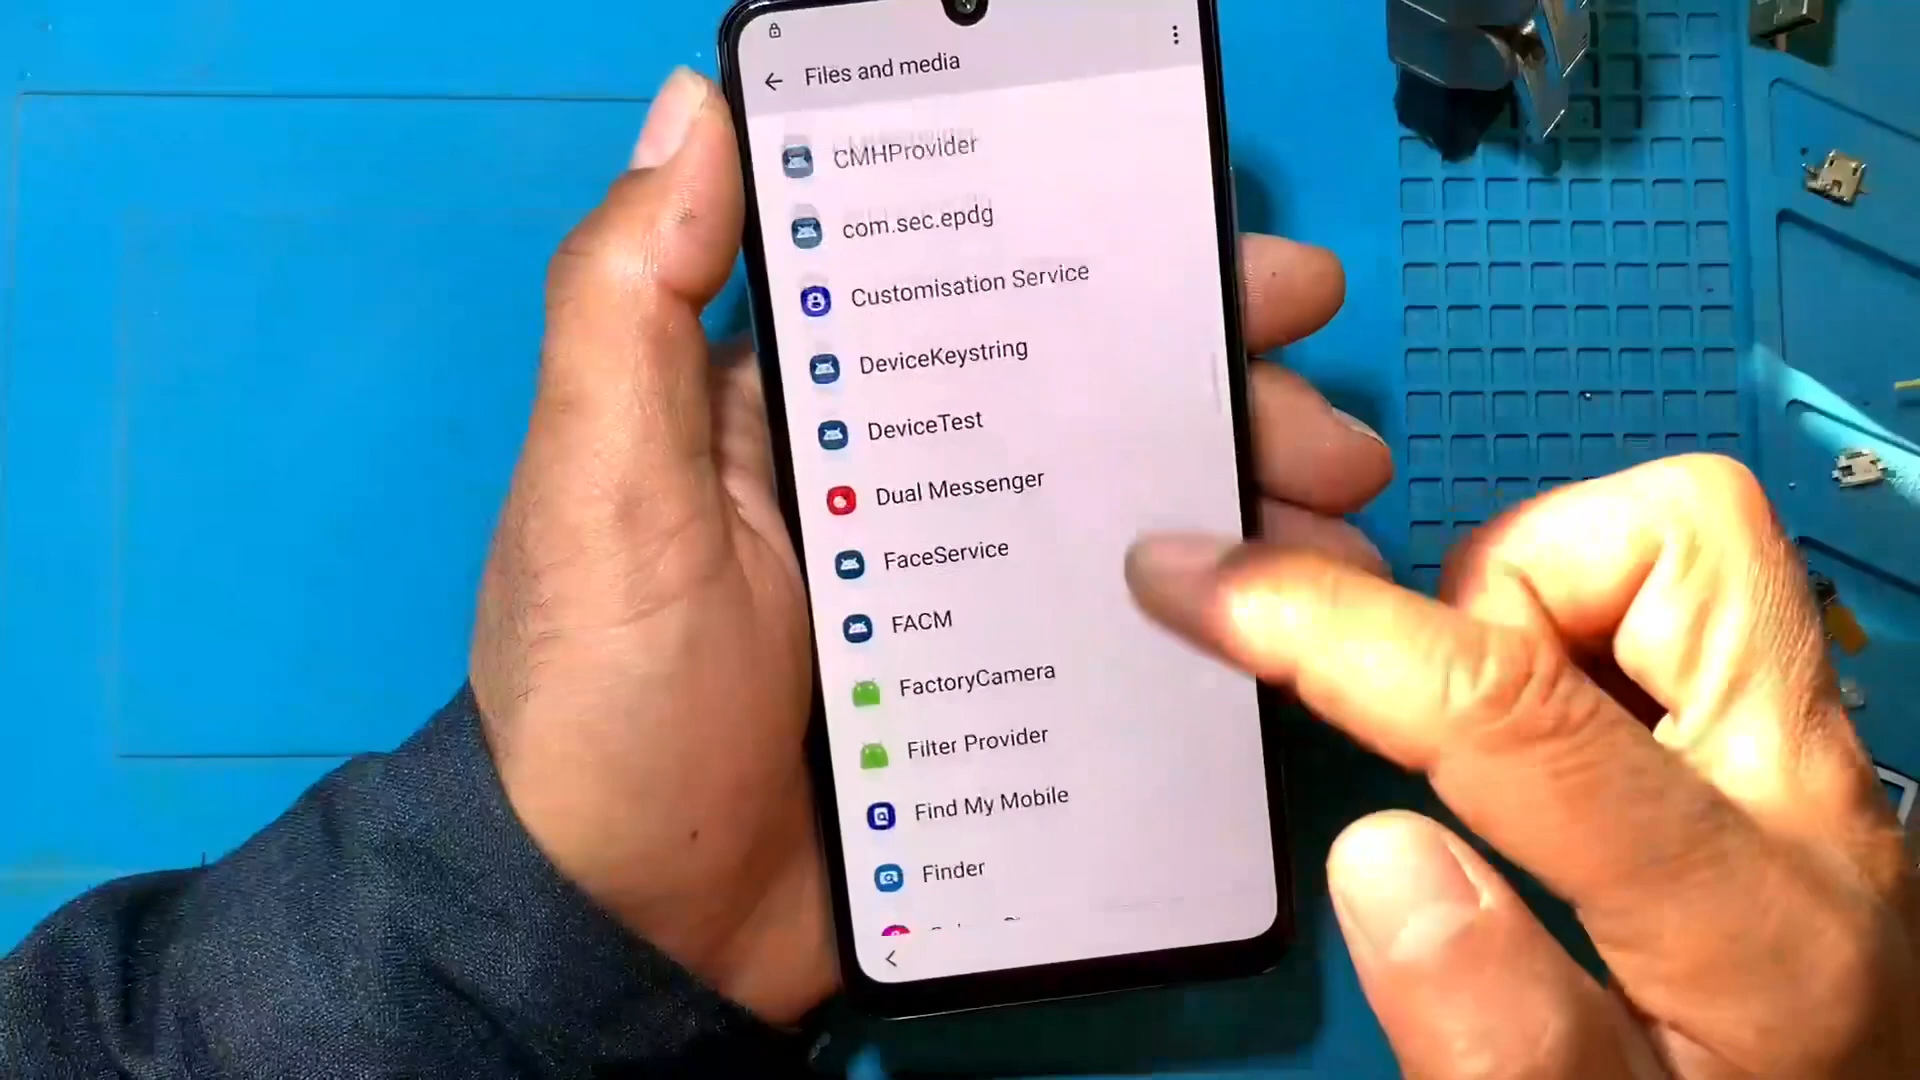 Files and media
CMHProvider
com.sec.epdg
Customisation Service
DeviceKeystring
DeviceTest
Dual Messenger
FaceService
FACM
FactoryCamera
Filter Provider
Find My Mobile
Finder